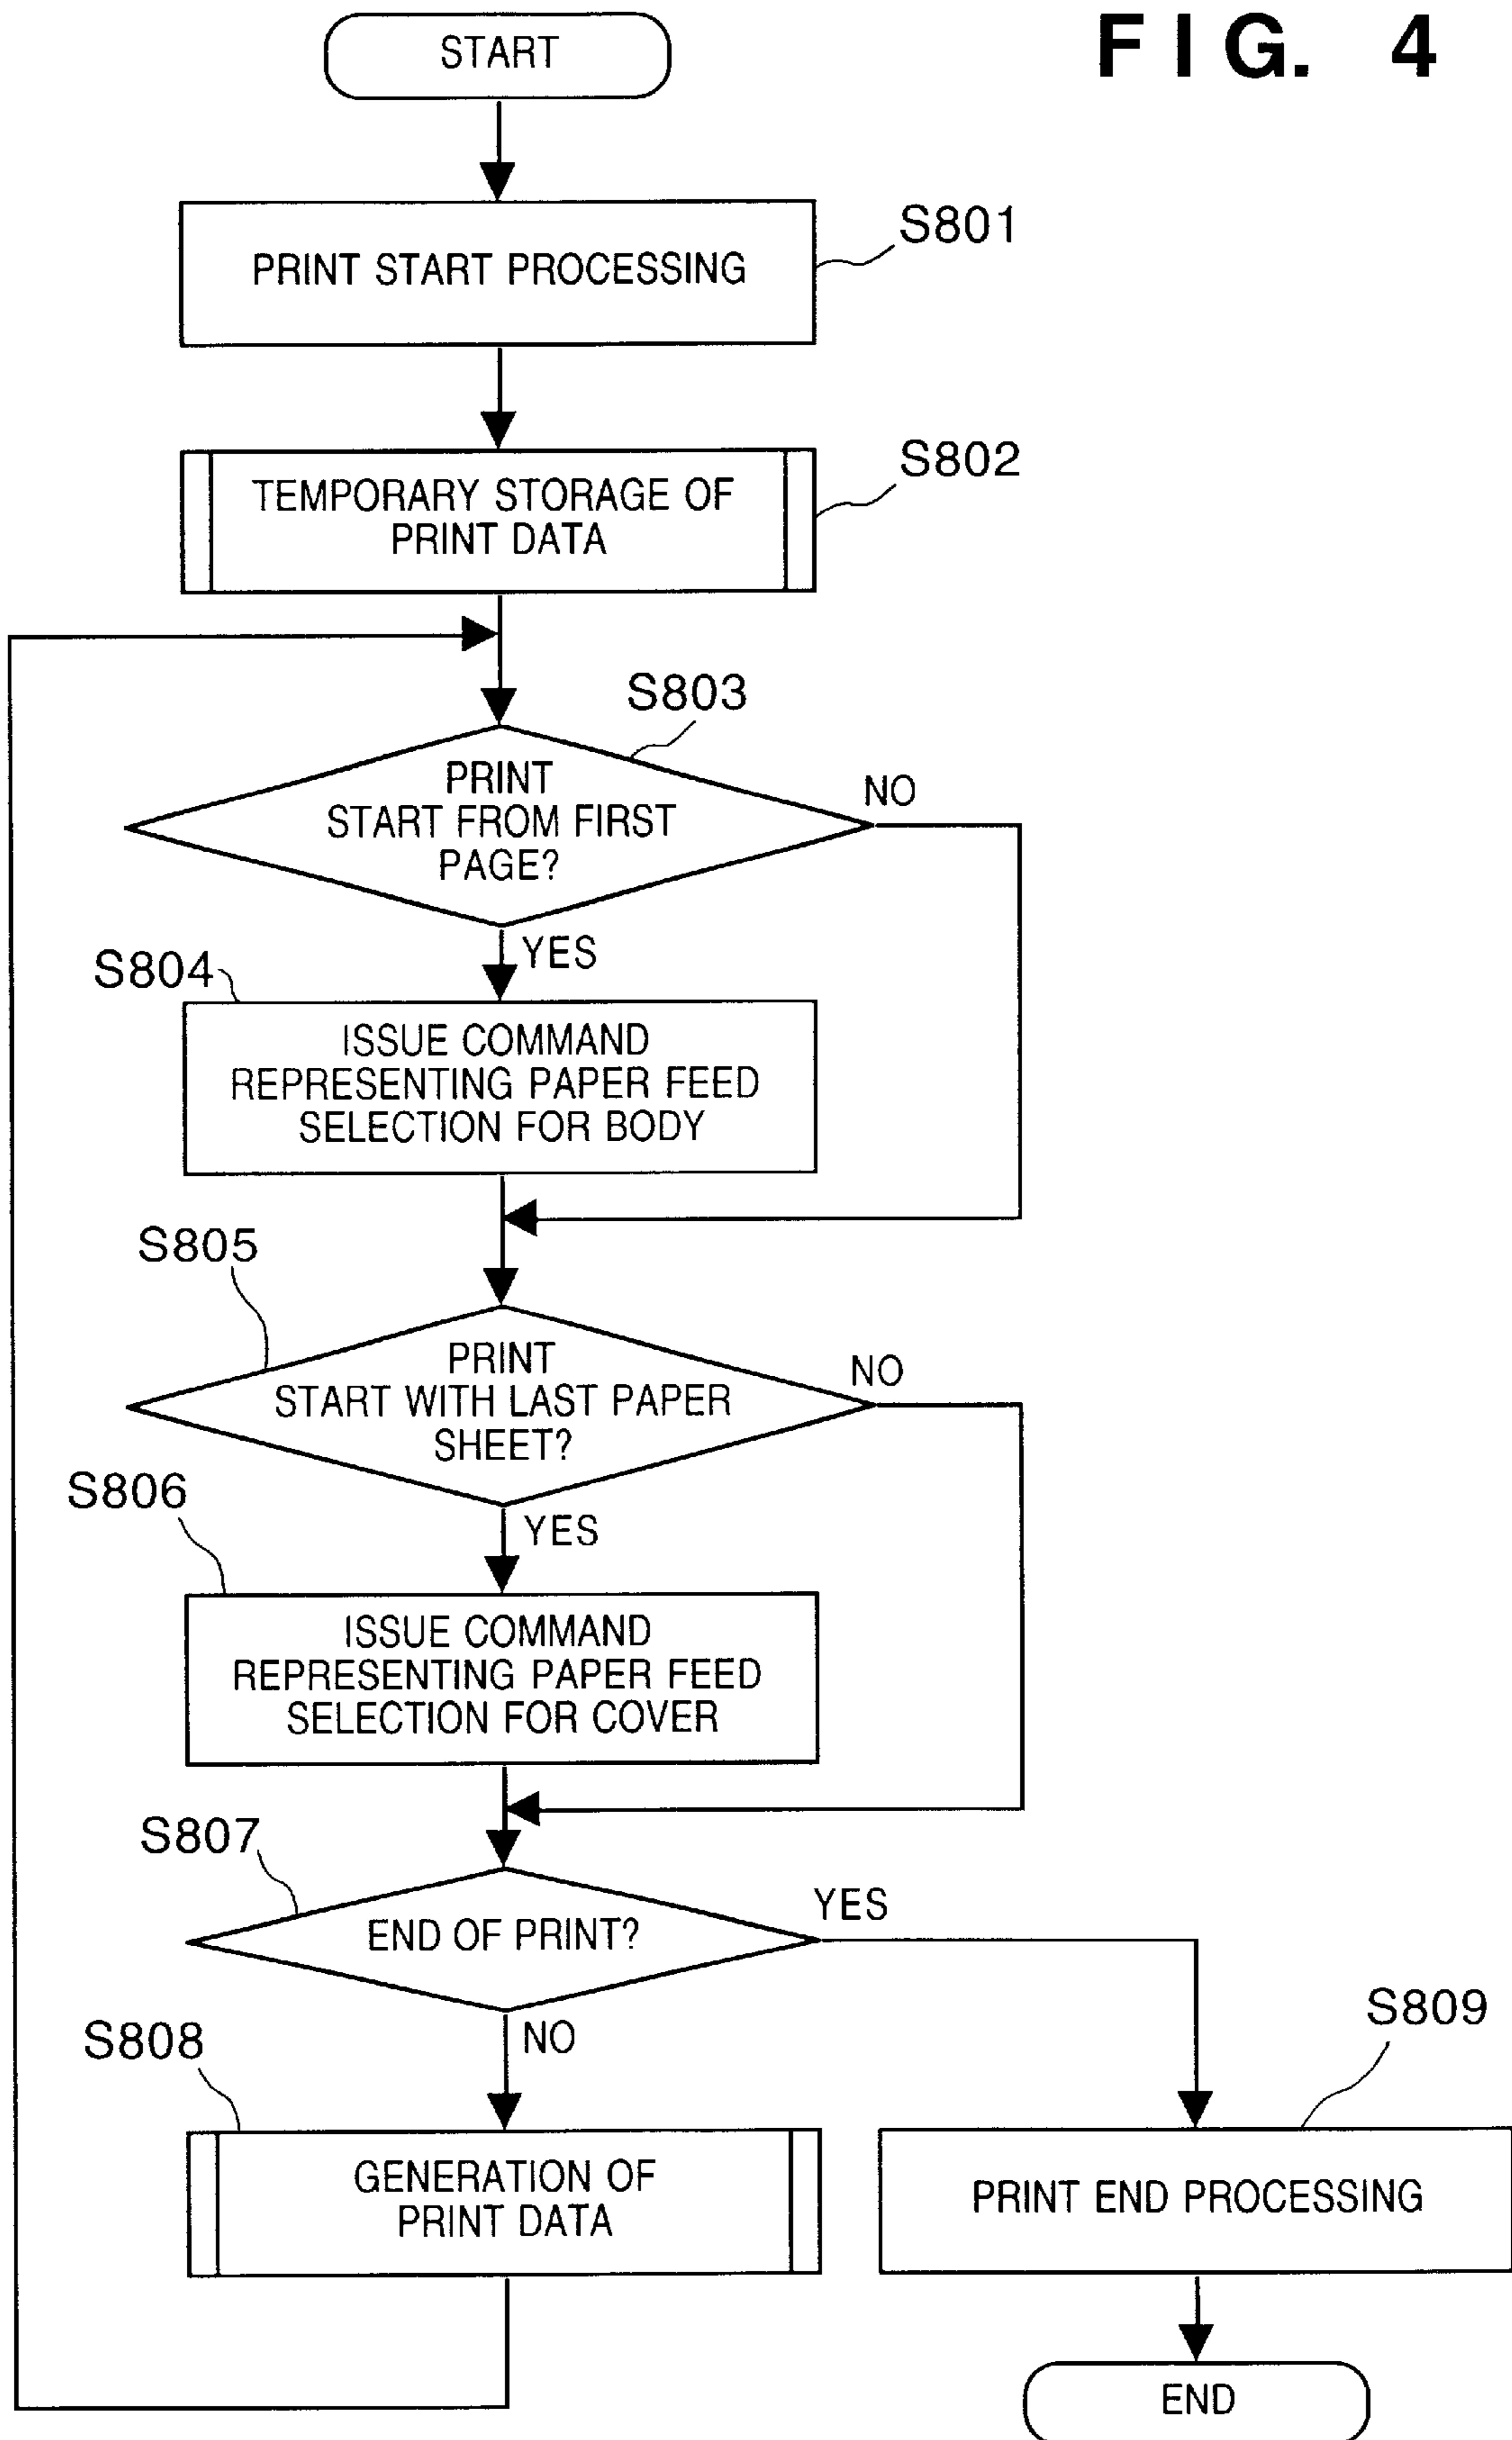 FIG. 4
START
S801
PRINT START PROCESSING
S802
TEMPORARY STORAGE OF
PRINT DATA
S803
PRINT
START FROM FIRST
PAGE?
NO
YES
S804
ISSUE COMMAND
REPRESENTING PAPER FEED
SELECTION FOR BODY
S805
PRINT
START WITH LAST PAPER
SHEET?
NO
YES
S806
ISSUE COMMAND
REPRESENTING PAPER FEED
SELECTION FOR COVER
S807
END OF PRINT?
YES
NO
S808
GENERATION OF
PRINT DATA
S809
PRINT END PROCESSING
END